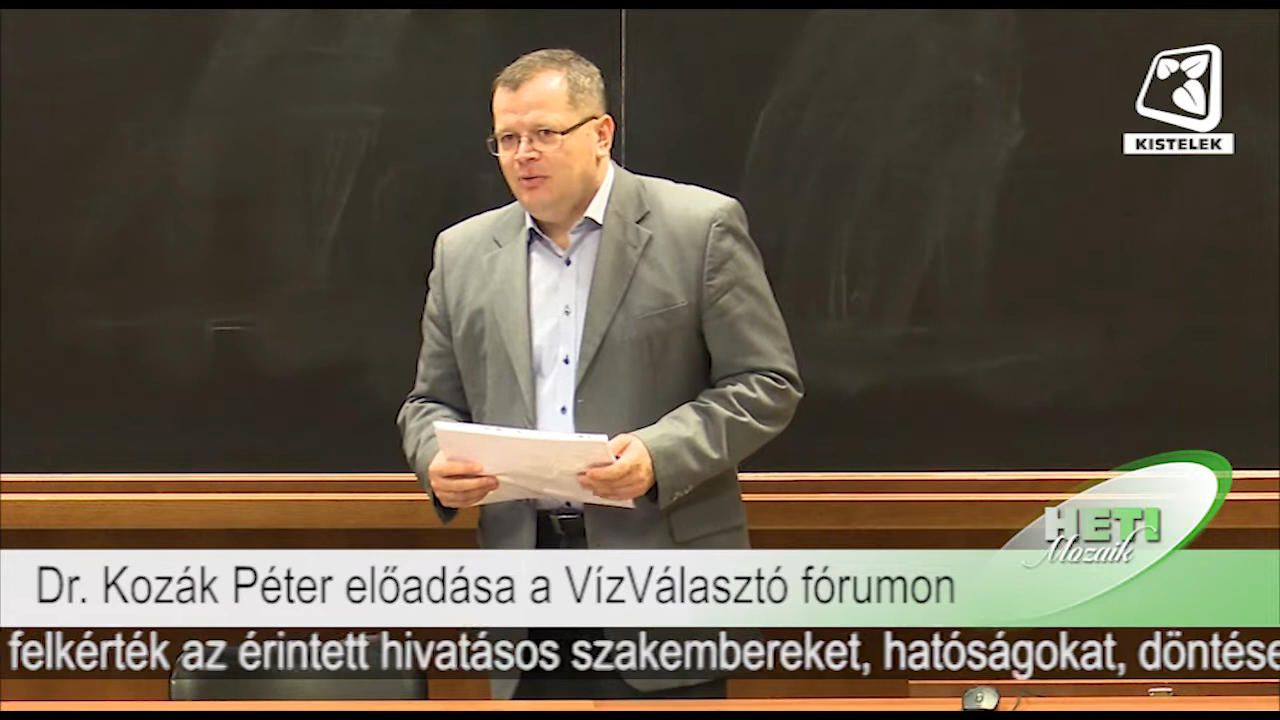 KISTELEK
HETI
Mozaik
Dr. Kozák Péter előadása a VízVálasztó fórumon
felkérték az érintett hivatásos szakembereket, hatóságokat, döntése